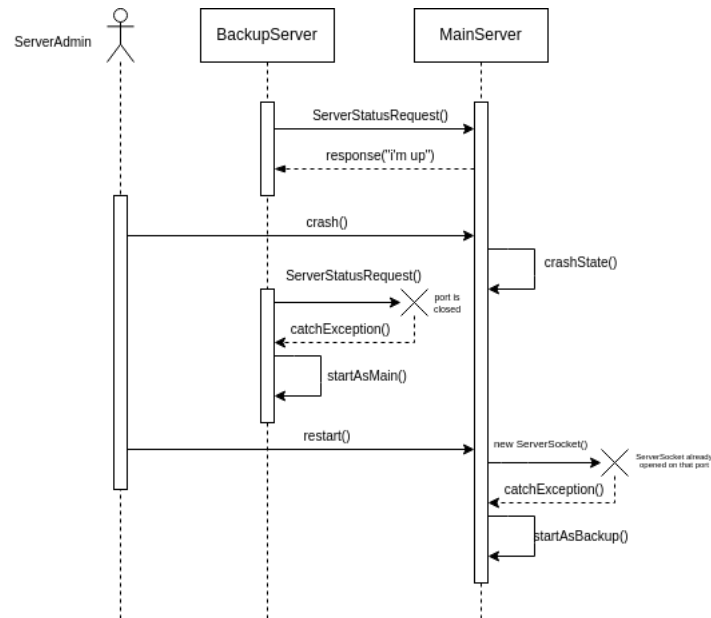 ServerAdmin
BackupServer
MainServer
ServerStatusRequest()
response("i'm up")
crash()
crashState()
ServerStatusRequest()
port is
closed
catchException()
startAsMain()
restart()
new ServerSocket()
ServerSocket already
opened on that port
catchException()
startAsBackup()